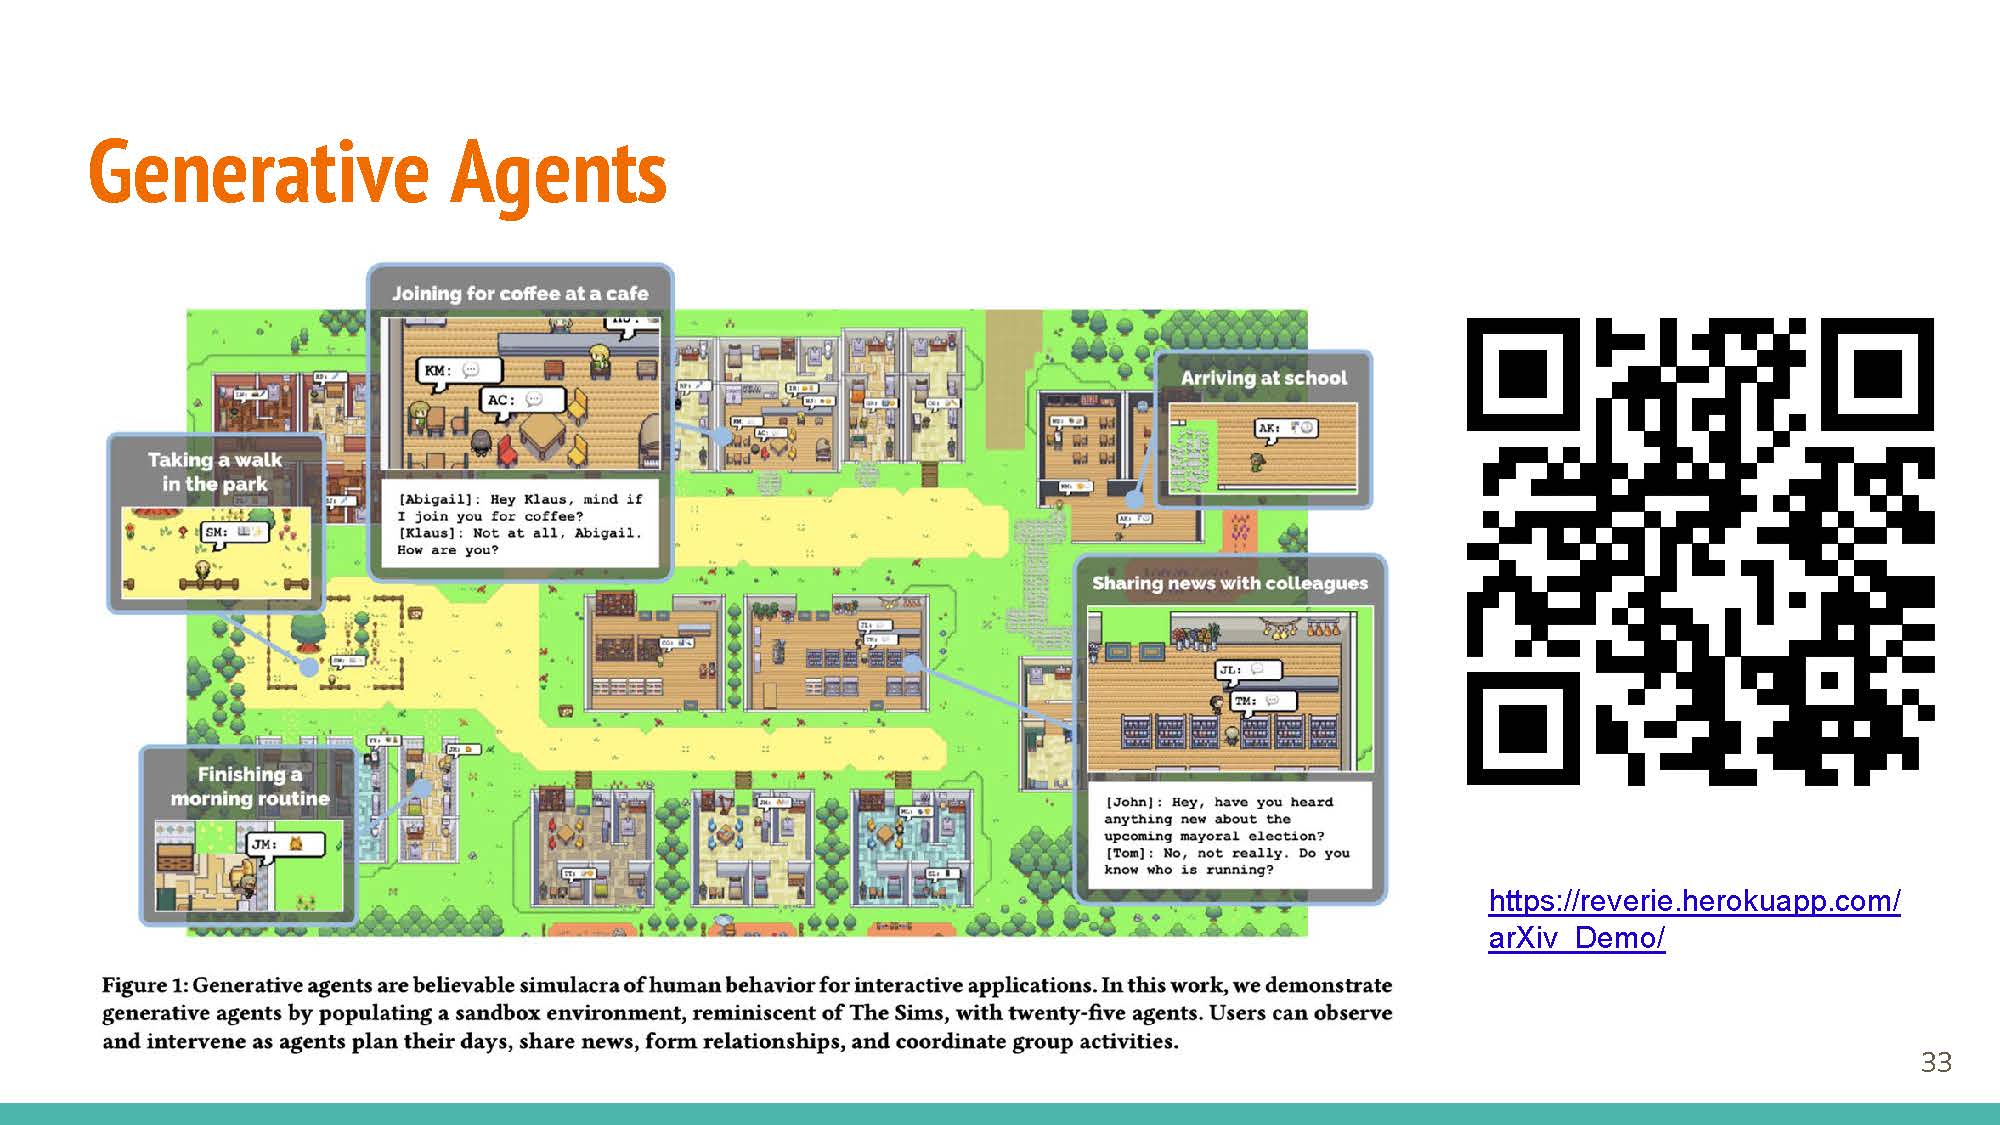 Generative Agents
Joining for coffee at a cafe
KM:
AC:
[Abigail]: Hey Klaus, mind if
I join you for coffee?
[Klaus]: Not at all, Abigail.
How are you?
Taking a walk
in the park
SM:
Arriving at school
AK:
Sharing news with colleagues
JL:
TM:
[John]: Hey, have you heard
anything new about the
upcoming mayoral election?
[Tom]: No, not really. Do you
know who is running?
Finishing a
morning routine
JM:
https://reverie.herokuapp.com/
arXiv_Demo/
Figure 1: Generative agents are believable simulacra of human behavior for interactive applications. In this work, we demonstrate
generative agents by populating a sandbox environment, reminiscent of The Sims, with twenty-five agents. Users can observe
and intervene as agents plan their days, share news, form relationships, and coordinate group activities.
33